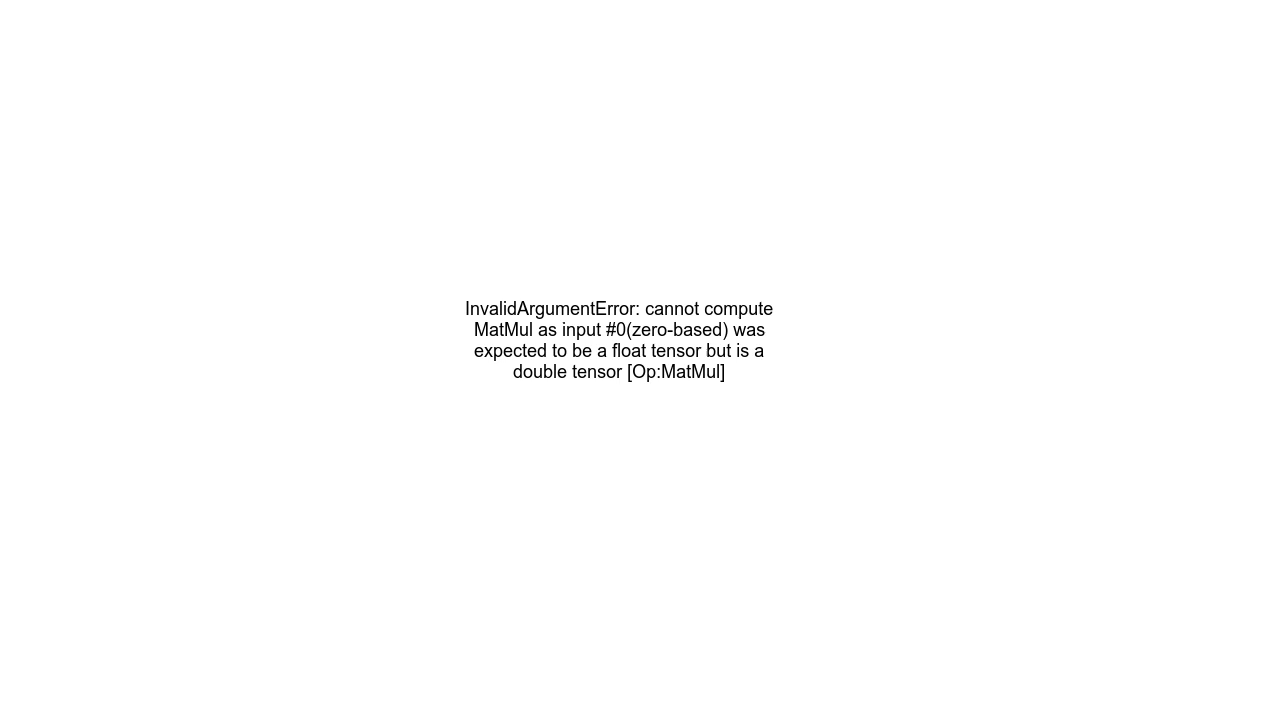 InvalidArgumentError: cannot compute
MatMul as input #0(zero-based) was
expected to be a float tensor but is a
double tensor [Op:MatMul]